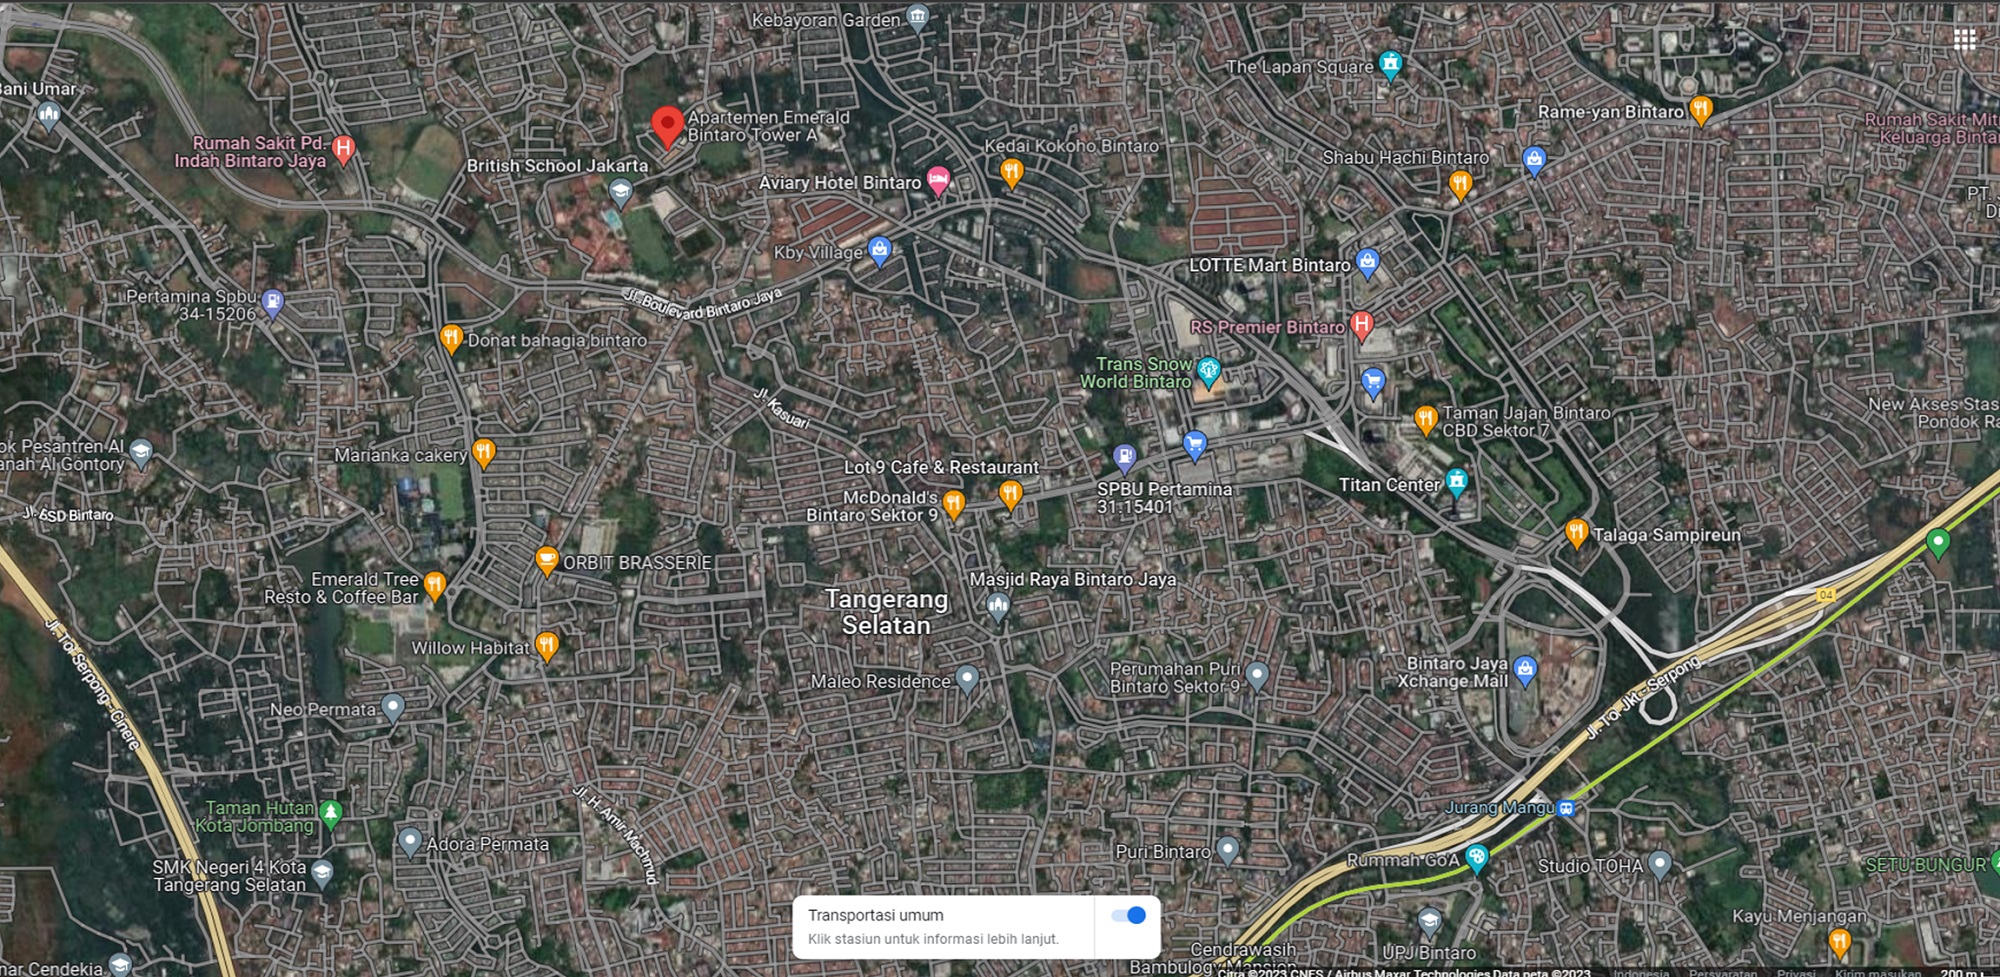 Kebayoran Garden
The Lapan Square
Bani Umar
Rame-yan Bintaro
Apartemen Emerald
Bintaro Tower A
Rumah Sakit Mit
Keluarga Binta
Rumah Sakit Pd.
Indah Bintaro Jaya
British School Jakarta
Kedai Kokoho Bintaro
Shabu Hachi Bintaro
Aviary Hotel Bintaro
PT.
Kby Village
LOTTE Mart Bintaro
Pertamina Spbu
34-15206
Jl. Boulevard Bintaro Jaya
RS Premier Bintaro
Donat bahagia bintaro
Trans Snow
World Bintaro
Jl. Kasuari
Taman Jajan Bintaro
CBD Sektor 7
New Akses Stas
Pondok Ra
ok Pesantren Al
anah Al Gontory
Marianka cakery
Lot 9 Cafe & Restaurant
McDonald's
Bintaro Sektor 9
SPBU Pertamina
31.15401
Titan Center
Jl. BSD Bintaro
Talaga Sampireun
ORBIT BRASSERIE
Emerald Tree
Resto & Coffee Bar
Masjid Raya Bintaro Jaya
04
Tangerang
Selatan
Willow Habitat
Maleo Residence
Perumahan Puri
Bintaro Sektor 9
Bintaro Jaya
Xchange Mall
Jl. Tol Jkt - Serpong
Jl. Tol Serpong - Cinere
Neo Permata
Taman Hutan
Kota Jombang
Jl. H. Amir Machmud
Jurang Mangu
Adora Permata
Puri Bintaro
Rummah GoA
Studio TOHA
SETU BUNGUR
SMK Negeri 4 Kota
Tangerang Selatan
Transportasi umum
Klik stasiun untuk informasi lebih lanjut.
Kayu Menjangan
UPJ Bintaro
Cendrawasih
Bambulogy Mansion
nar Cendekia
Citra ©2023 CNES / Airbus, Maxar Technologies, Data peta ©2023
Indonesia
Persyaratan
Privasi
Kirim masukan
200 m